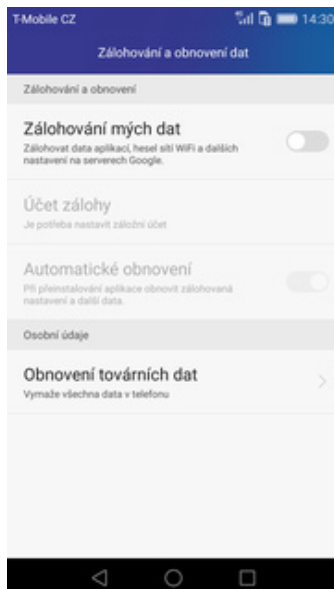 T-Mobile CZ 14:30
Zálohování a obnovení dat
Zálohování a obnovení
Zálohování mých dat
Zálohovat data aplikací, hesel sítí WiFi a dalších
nastavení na serverech Google.
Účet zálohy
Je potřeba nastavit záložní účet
Automatické obnovení
Při přeinstalování aplikace obnovit zálohovaná
nastavení a další data.
Osobní údaje
Obnovení továrních dat
Vymaže všechna data v telefonu